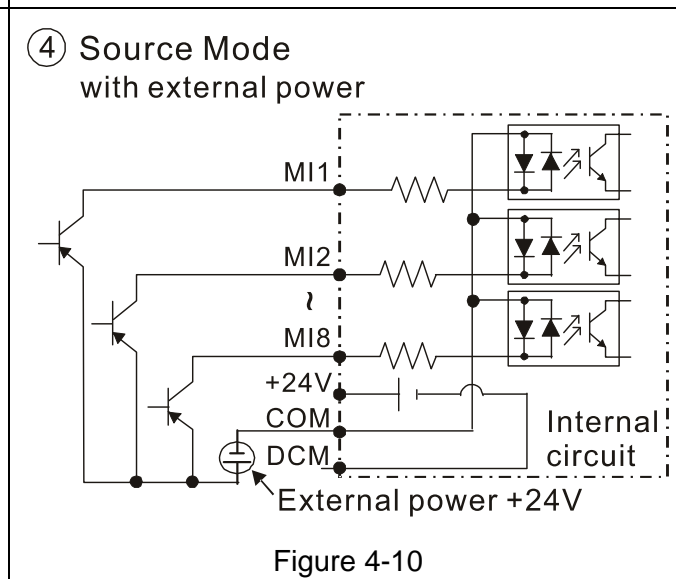 ④ Source Mode
with external power
MI1
MI2
~
MI8
+24V
COM
DCM
Internal
circuit
External power +24V
Figure 4-10